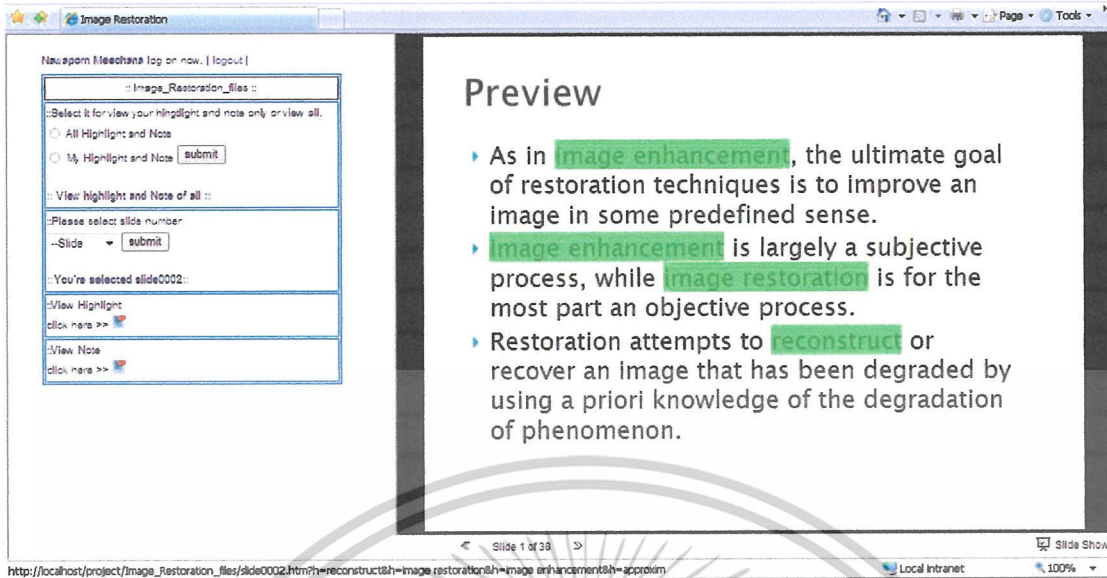 Image Restoration
Page
Tools
Nawaporn Meechana log on now. | logout |
:: Image_Restoration_files ::
::Select it for view your hingtlight and note only or view all.
All Highlight and Note
My Highlight and Note submit
:: View highlight and Note of all ::
::Please select slide number
--Slide submit
::You're selected slide0002::
::View Highlight
click here >>
::View Note
click here >>
Preview
As in image enhancement, the ultimate goal
of restoration techniques is to improve an
image in some predefined sense.
Image enhancement is largely a subjective
process, while image restoration is for the
most part an objective process.
Restoration attempts to reconstruct or
recover an image that has been degraded by
using a priori knowledge of the degradation
of phenomenon.
Slide 1 of 38
Slide Show
http://localhost/project/Image_Restoration_files/slide0002.htm?h=reconstruct&h=image restoration&h=image enhancement&h=approxim
Local intranet
100%